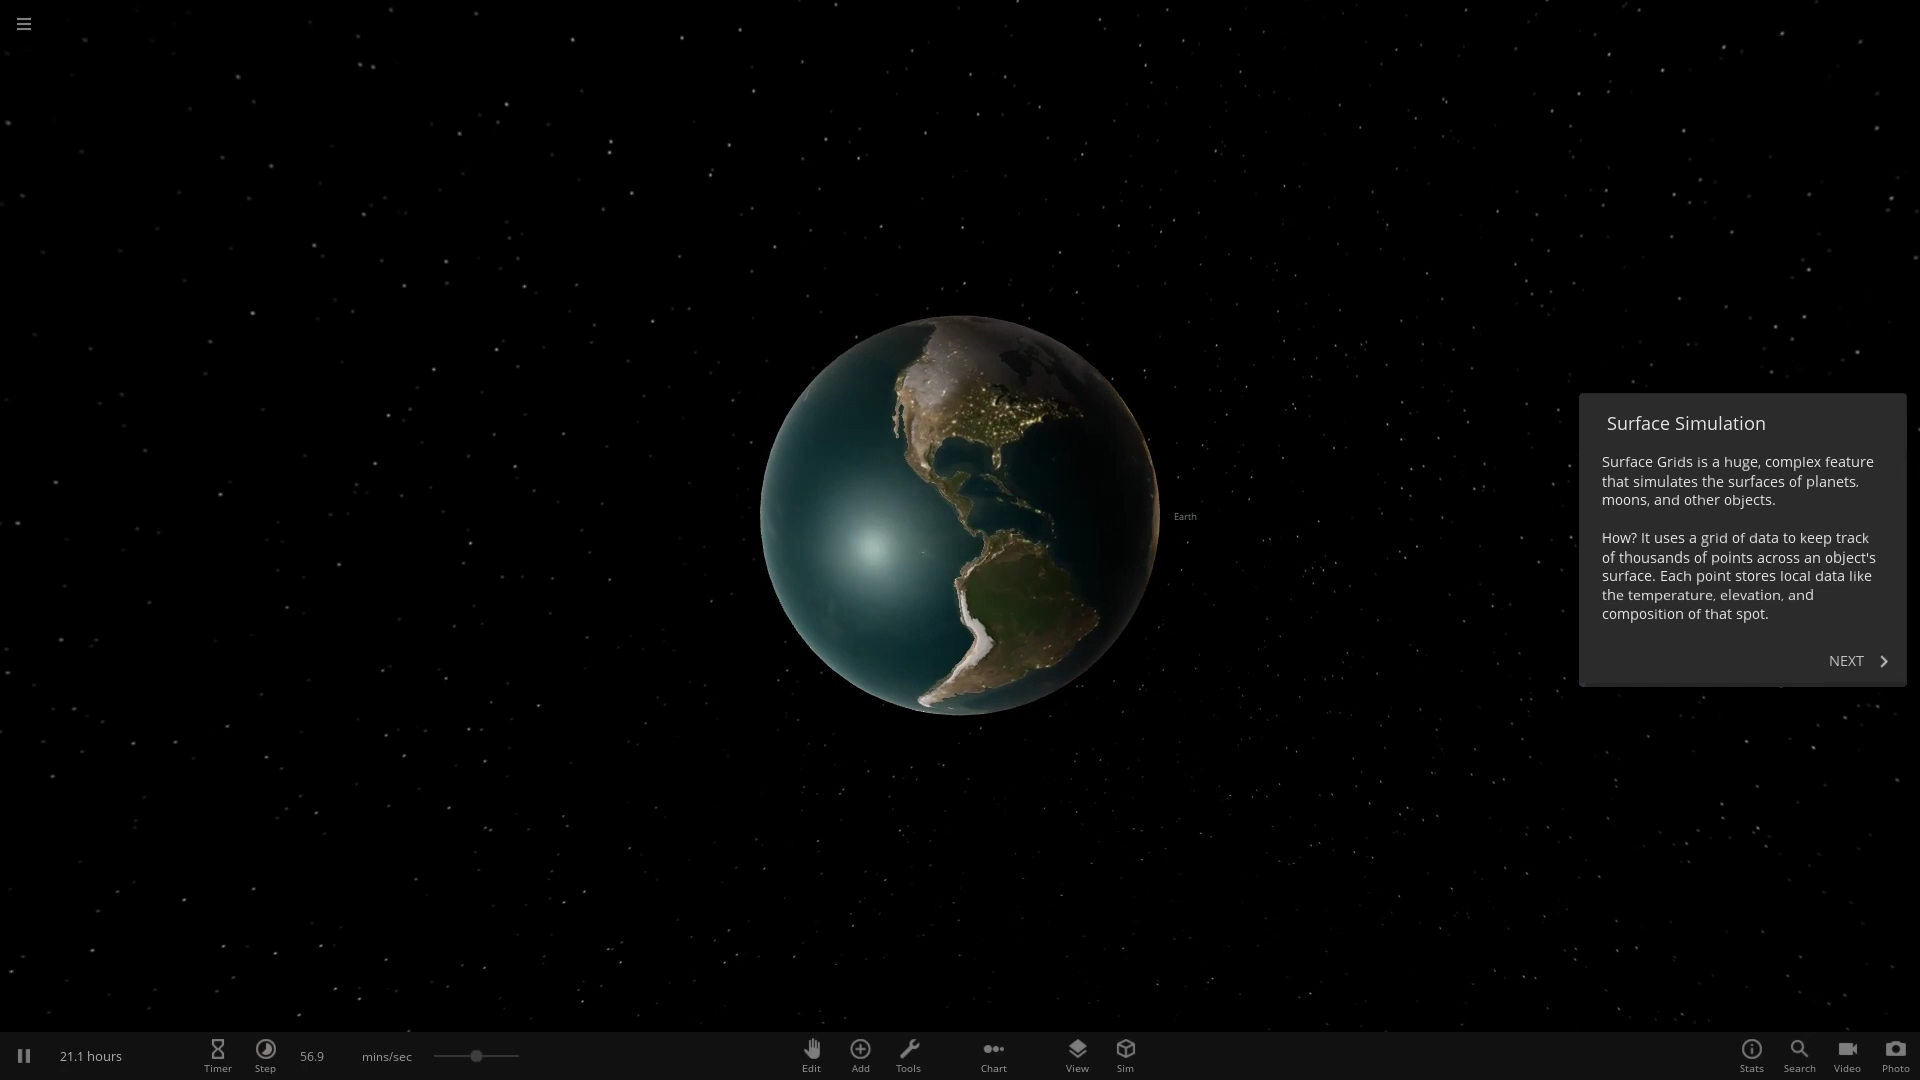 Earth
Surface Simulation
Surface Grids is a huge, complex feature
that simulates the surfaces of planets.
moons, and other objects.
How? It uses a grid of data to keep track
of thousands of points across an object's
surface. Each point stores local data like
the temperature, elevation, and
composition of that spot.
NEXT
21.1 hours
Timer
Step
56.9
mins/sec
Edit
Add
Tools
Chart
View
Sim
Stats
Search
Video
Photo